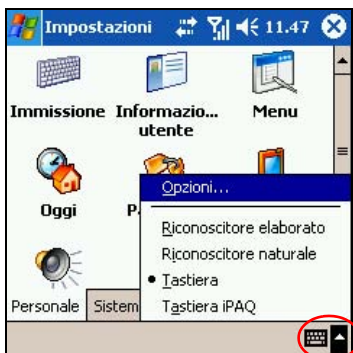 Impostazioni 11.47
Immissione Informazio... Menu
utente
Oggi P
Opzioni...
Riconoscitore elaborato
Riconoscitore naturale
Tastiera
Tastiera iPAQ
Personale Sistem